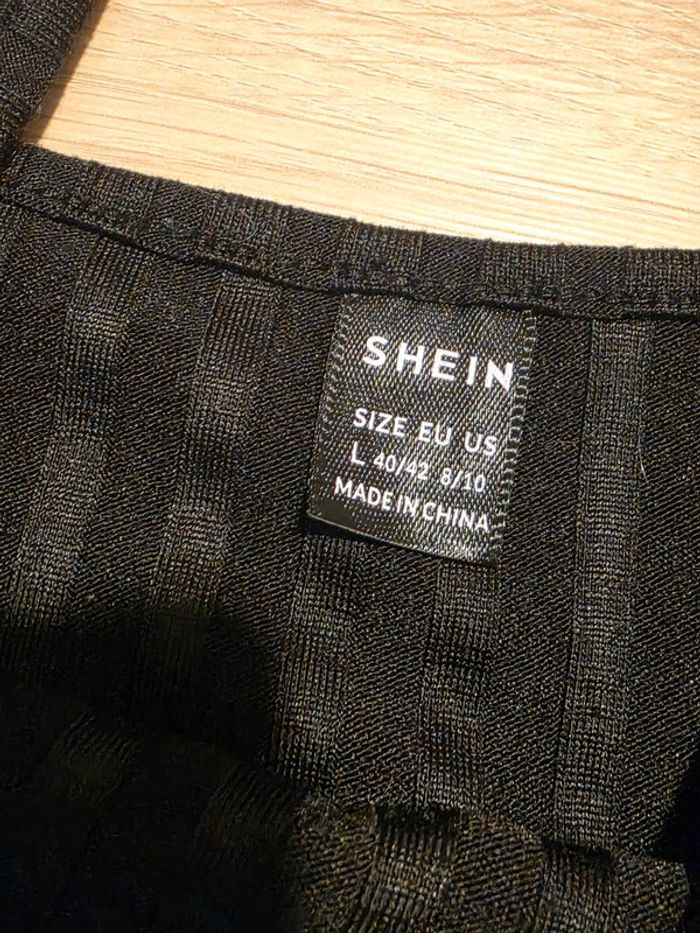 SHEIN
SIZE EU US
L 40/42 8/10
MADE IN CHINA